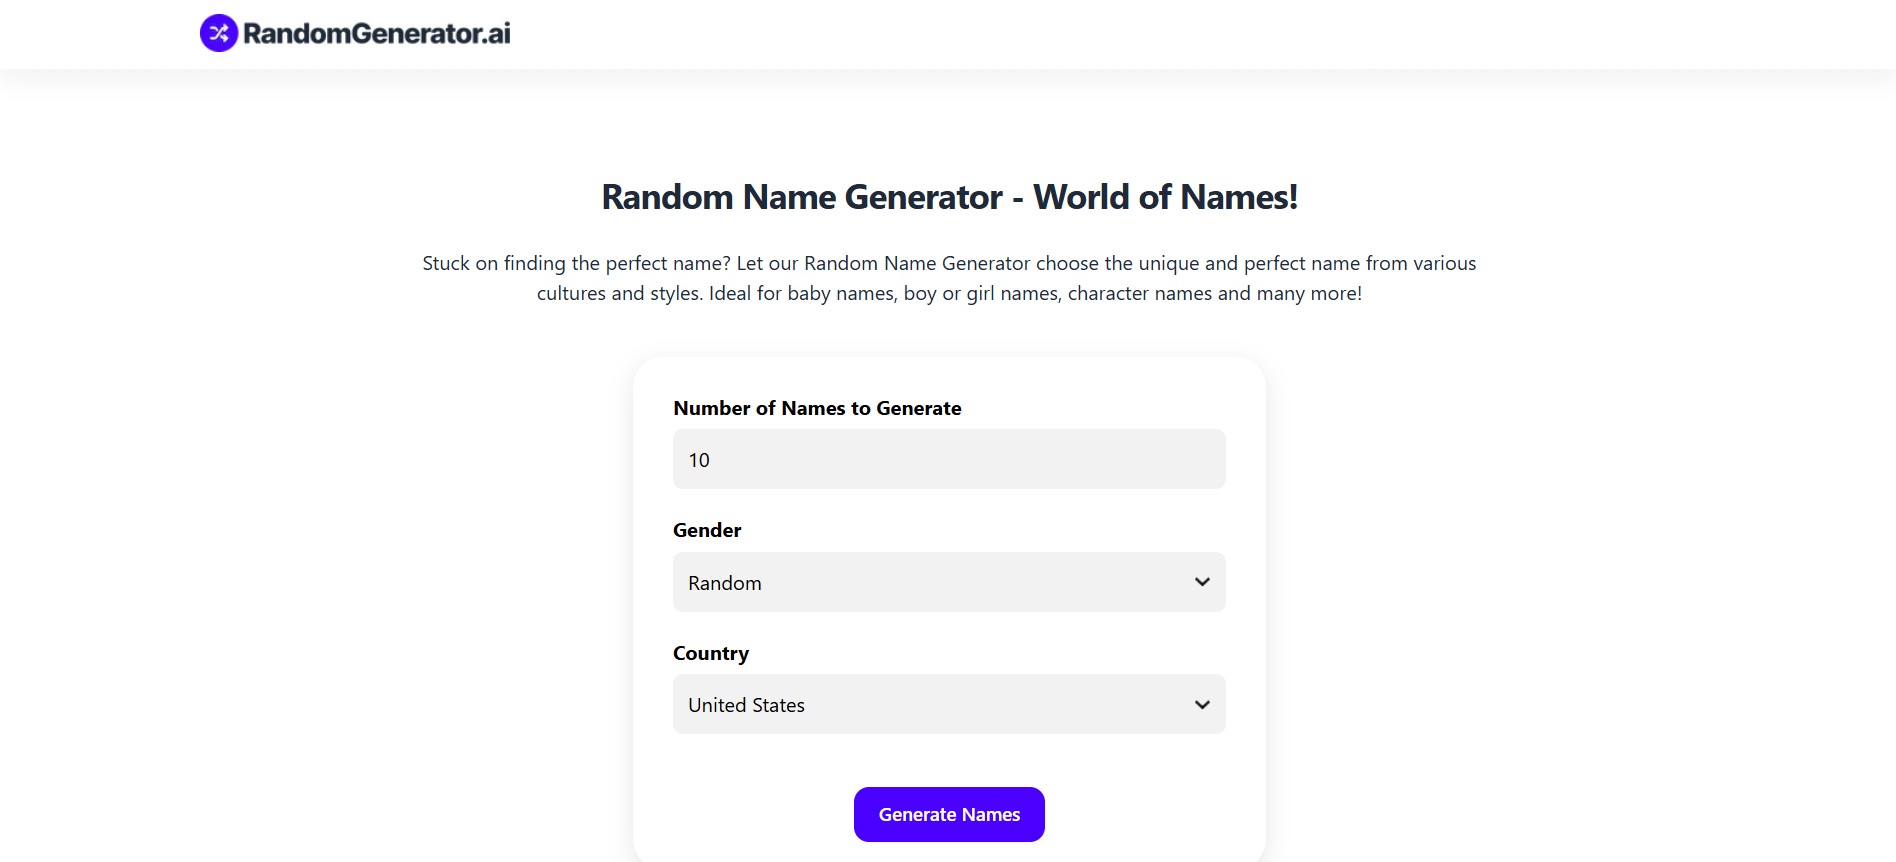 RandomGenerator.ai
Random Name Generator - World of Names!
Stuck on finding the perfect name? Let our Random Name Generator choose the unique and perfect name from various
cultures and styles. Ideal for baby names, boy or girl names, character names and many more!
Number of Names to Generate
10
Gender
Random
Country
United States
Generate Names